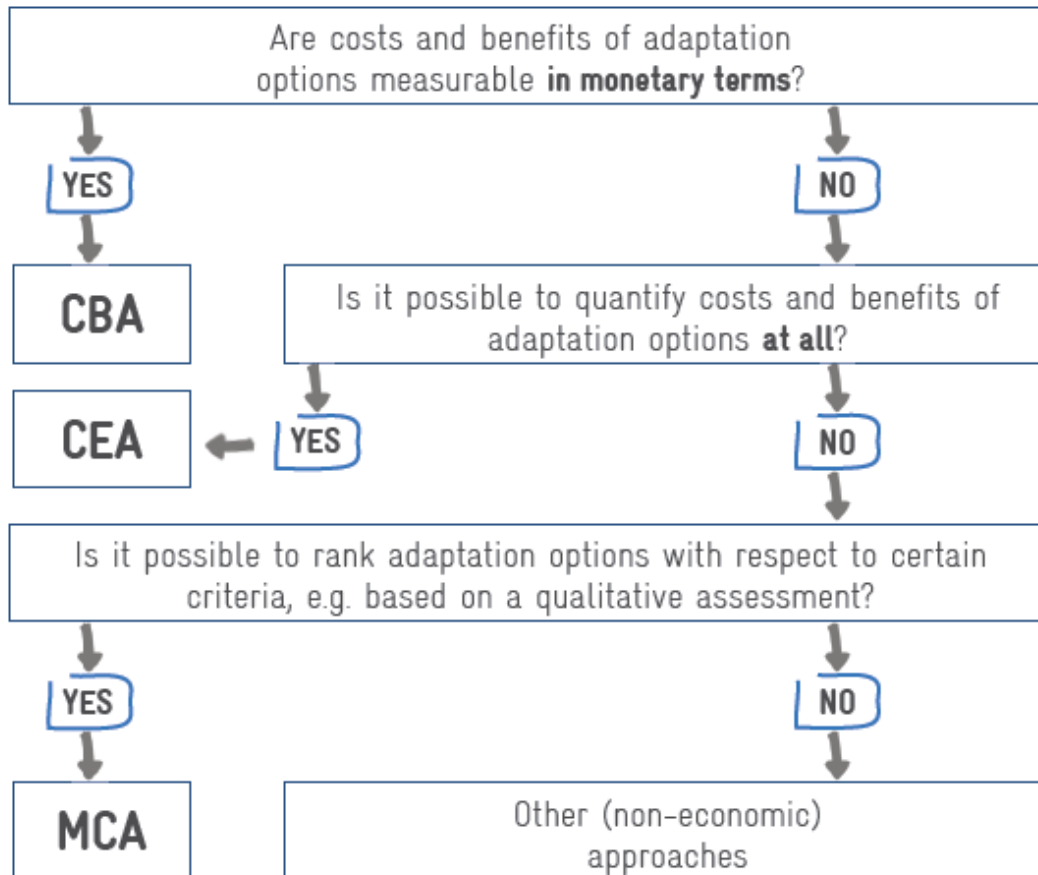 Are costs and benefits of adaptation
options measurable in monetary terms?
YES
NO
CBA
Is it possible to quantify costs and benefits of
adaptation options at all?
CEA
YES
NO
Is it possible to rank adaptation options with respect to certain
criteria, e.g. based on a qualitative assessment?
YES
NO
MCA
Other (non-economic)
approaches